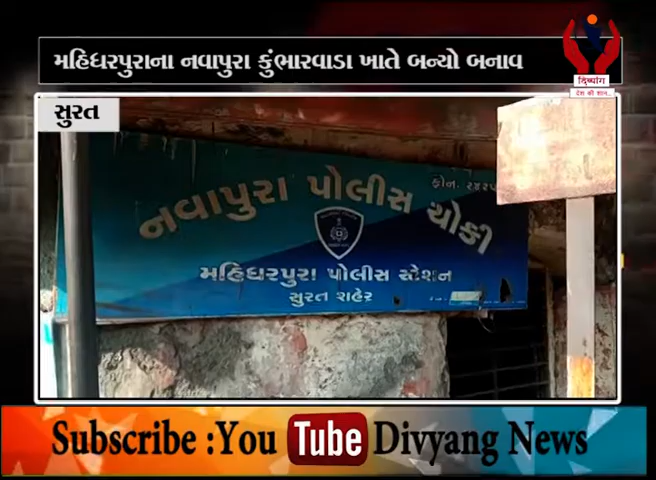 મહિધરપુરાના નવાપુરા કુંભારવાડા ખાતે બન્યો બનાવ
दिव्यांग
देश की शान..
સુરત
નવાપુરા પોલીસ ચોકી
ફોન.
મહિધરપુરા પોલીસ સ્ટેશન
સુરત શહેર
Subscribe :You Tube Divyang News